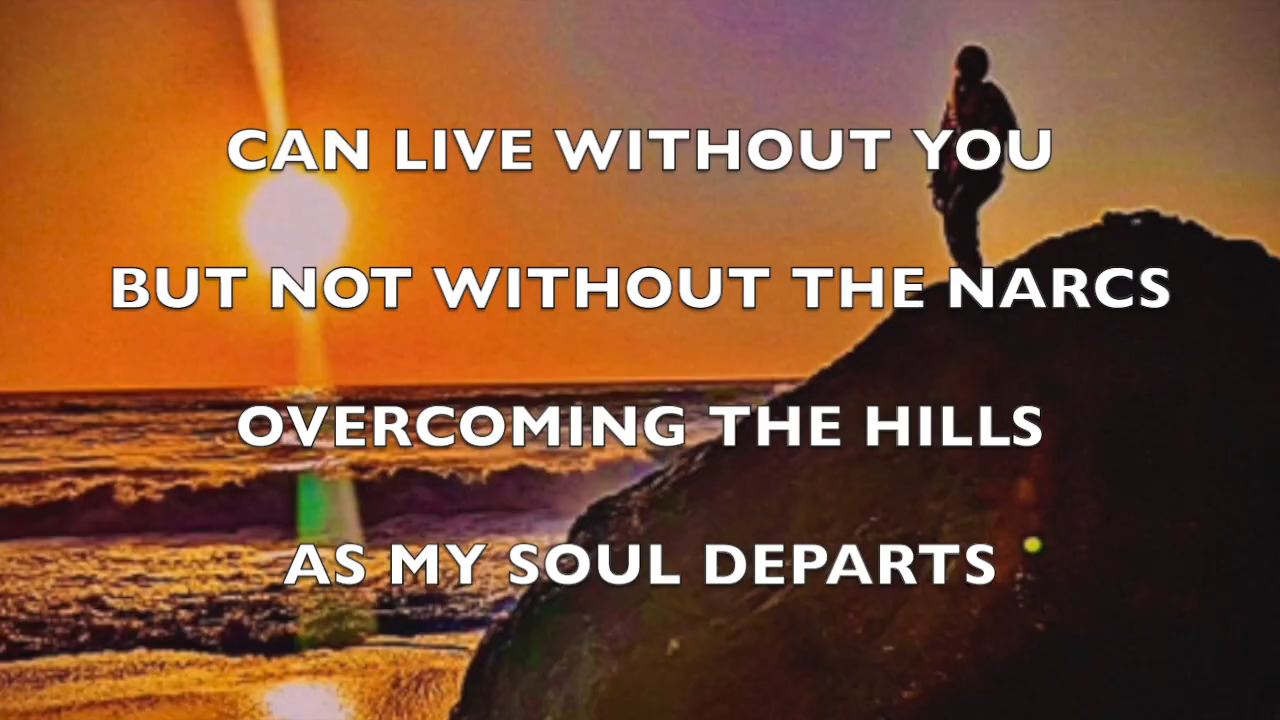 CAN LIVE WITHOUT YOU
BUT NOT WITHOUT THE NARCS
OVERCOMING THE HILLS
AS MY SOUL DEPARTS